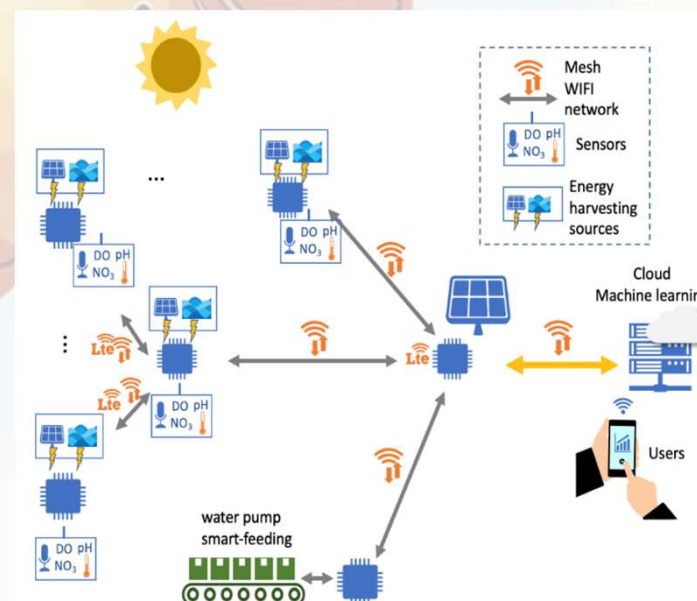 Mesh
WIFI
network
DO pH
NO₃
Sensors
Energy
harvesting
sources
...
DO pH
NO₃
DO pH
NO₃
Cloud
Machine learnin
...
Lte
Lte
Lte
DO pH
NO₃
Users
water pump
smart-feeding
DO pH
NO₃